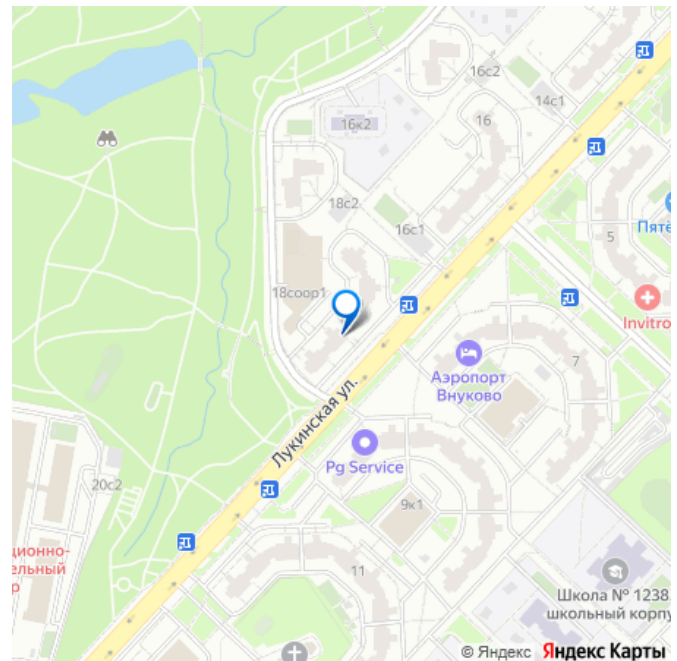 16с2
14с1
16
16к2
5
Пятё
18с2
16с1
18соор1
Invitro
7
Аэропорт
Внуково
Лукинская ул.
Pg Service
20с2
9к1
ционно-
ельный
р
11
Школа № 1238
школьный корпу
© Яндекс Яндекс Карты